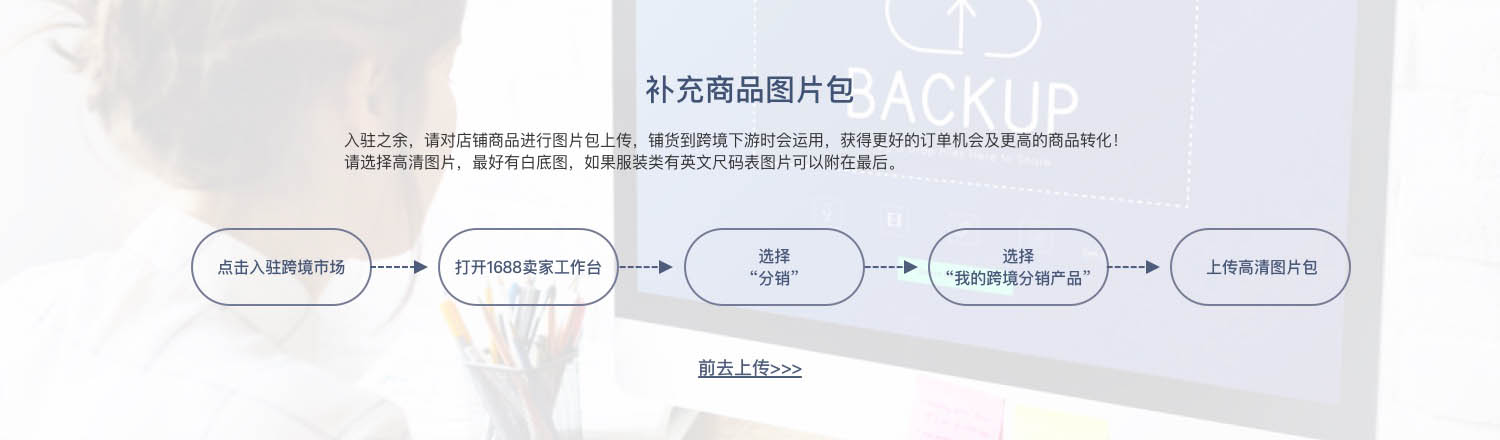 BACKUP
补充商品图片包
入驻之余，请对店铺商品进行图片包上传，铺货到跨境下游时会运用，获得更好的订单机会及更高的商品转化！
请选择高清图片，最好有白底图，如果服装类有英文尺码表图片可以附在最后。
点击入驻跨境市场
打开1688卖家工作台
选择
“分销”
选择
“我的跨境分销产品”
上传高清图片包
前去上传>>>